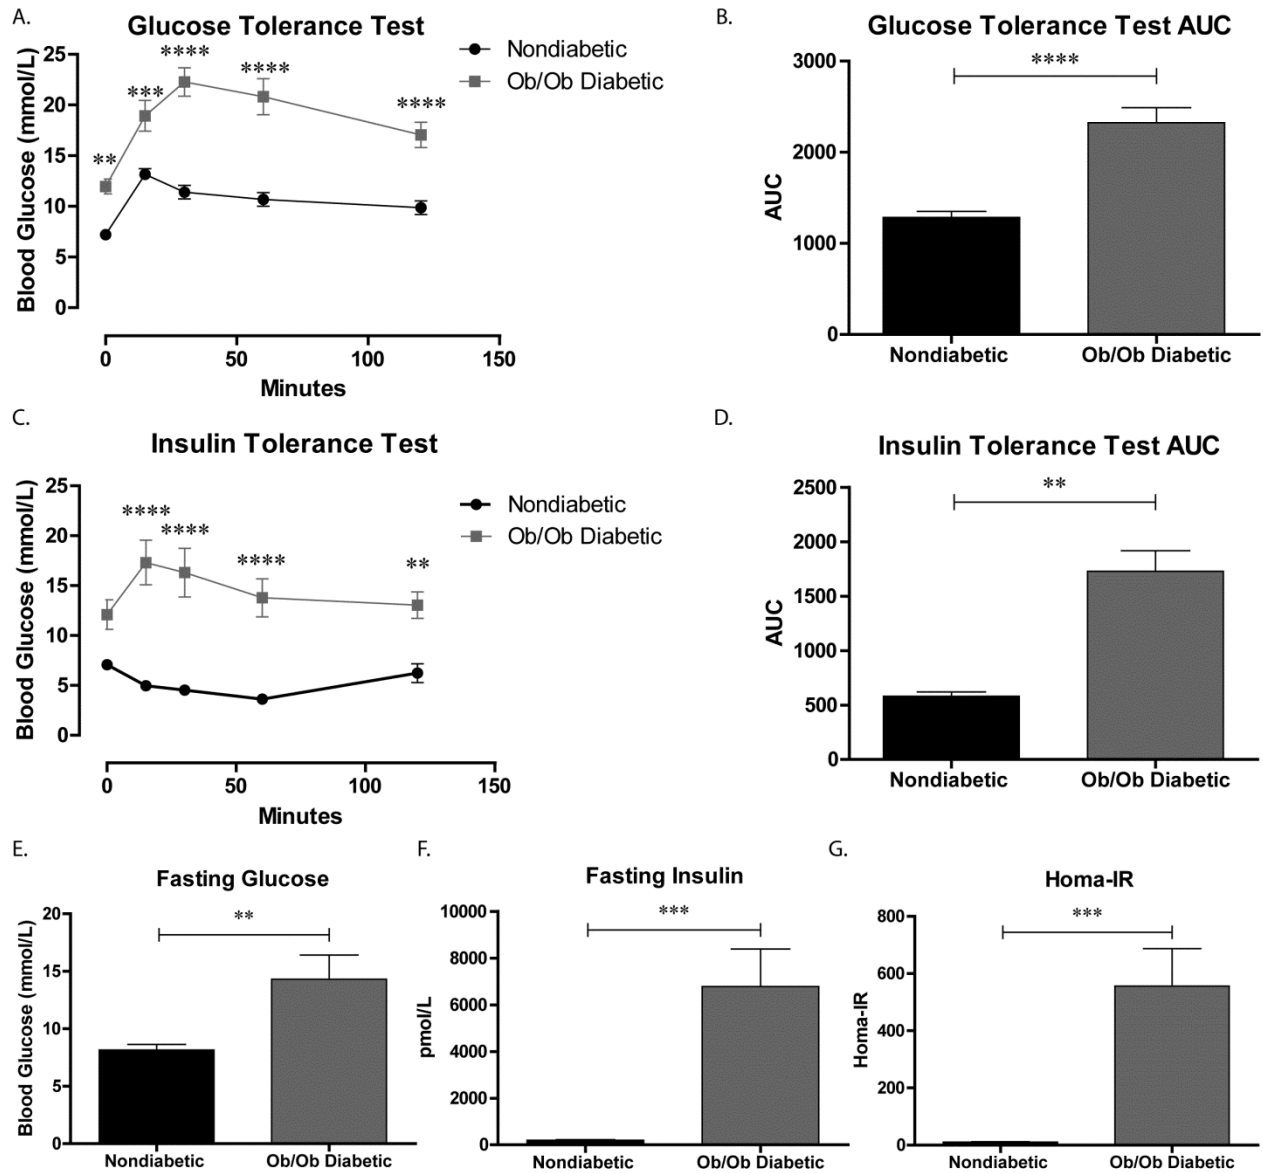 A.
Glucose Tolerance Test
Nondiabetic
Ob/Ob Diabetic
Blood Glucose (mmol/L)
25
20
15
10
5
0
**
***
****
****
****
0
50
100
150
Minutes
B.
Glucose Tolerance Test AUC
AUC
3000
2000
1000
0
****
Nondiabetic
Ob/Ob Diabetic
C.
Insulin Tolerance Test
Nondiabetic
Ob/Ob Diabetic
Blood Glucose (mmol/L)
25
20
15
10
5
0
****
****
****
**
0
50
100
150
Minutes
D.
Insulin Tolerance Test AUC
AUC
2500
2000
1500
1000
500
0
**
Nondiabetic
Ob/Ob Diabetic
E.
Fasting Glucose
Blood Glucose (mmol/L)
20
15
10
5
0
**
Nondiabetic
Ob/Ob Diabetic
F.
Fasting Insulin
pmol/L
10000
8000
6000
4000
2000
0
***
Nondiabetic
Ob/Ob Diabetic
G.
Homa-IR
Homa-IR
800
600
400
200
0
***
Nondiabetic
Ob/Ob Diabetic